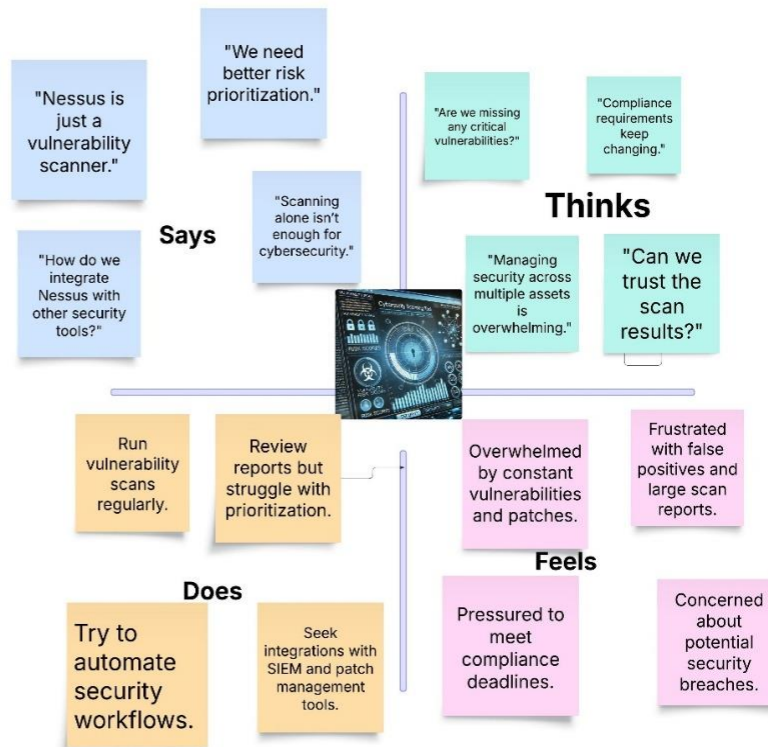 "Nessus is
just a
vulnerability
scanner."
"We need
better risk
prioritization."
"How do we
integrate
Nessus with
other security
tools?"
Says
"Scanning
alone isn't
enough for
cybersecurity."
"Are we missing
any critical
vulnerabilities?"
"Compliance
requirements
keep
changing."
Thinks
"Managing
security across
multiple assets
is
overwhelming."
"Can we
trust the
scan
results?"
Run
vulnerability
scans
regularly.
Review
reports but
struggle with
prioritization.
Does
Try to
automate
security
workflows.
Seek
integrations with
SIEM and patch
management
tools.
Overwhelmed
by constant
vulnerabilities
and patches.
Frustrated
with false
positives and
large scan
reports.
Feels
Pressured to
meet
compliance
deadlines.
Concerned
about
potential
security
breaches.